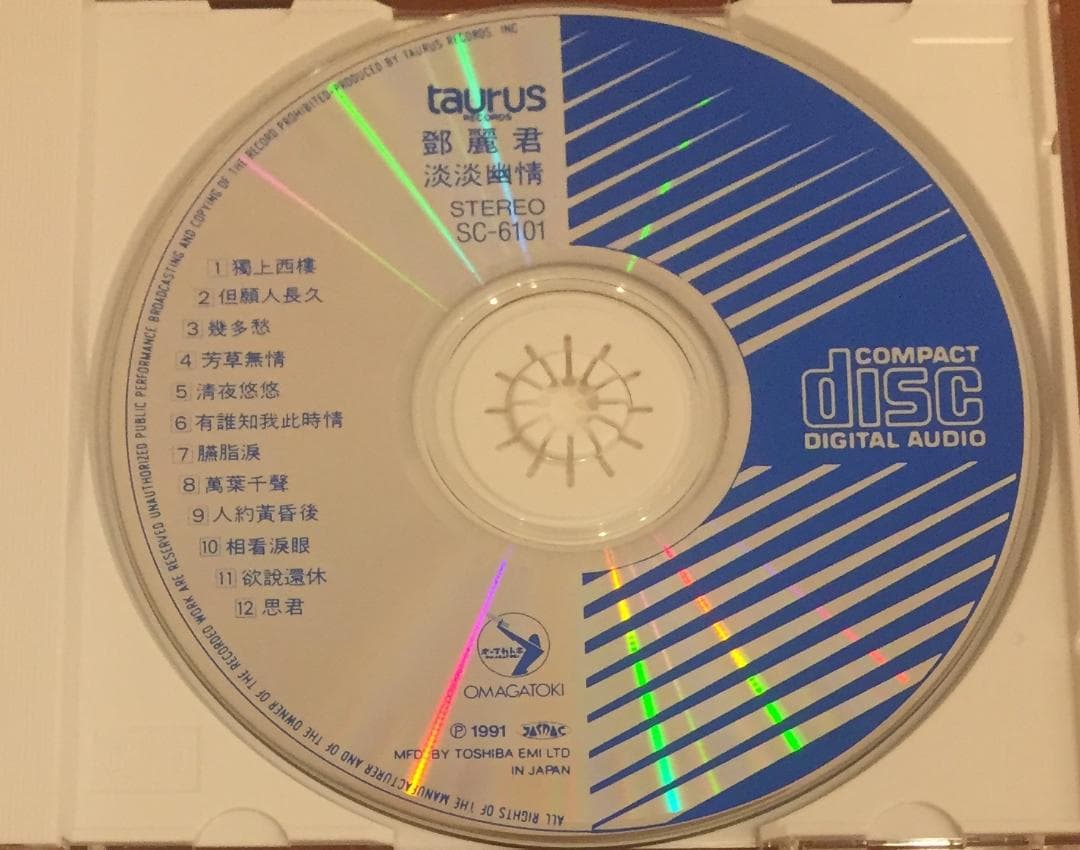 taurus
RECORDS
鄧麗君
淡淡幽情
STEREO
SC-6101
1 獨上西樓
2 但願人長久
3 幾多愁
4 芳草無情
5 清夜悠悠
6 有誰知我此時情
7 臙脂淚
8 萬葉千聲
9 人約黃昏後
10 相看淚眼
11 欲說還休
12 思君
COMPACT
disc
DIGITAL AUDIO
OMAGATOKI
Ⓟ 1991 JASRAC
MFD. BY TOSHIBA EMI LTD
IN JAPAN
ALL RIGHTS OF THE MANUFACTURER AND OF THE OWNER OF THE RECORDED WORK ARE RESERVED UNAUTHORIZED PUBLIC PERFORMANCE BROADCASTING AND COPYING OF THE RECORD PROHIBITED PRODUCED BY TAURUS RECORDS, INC